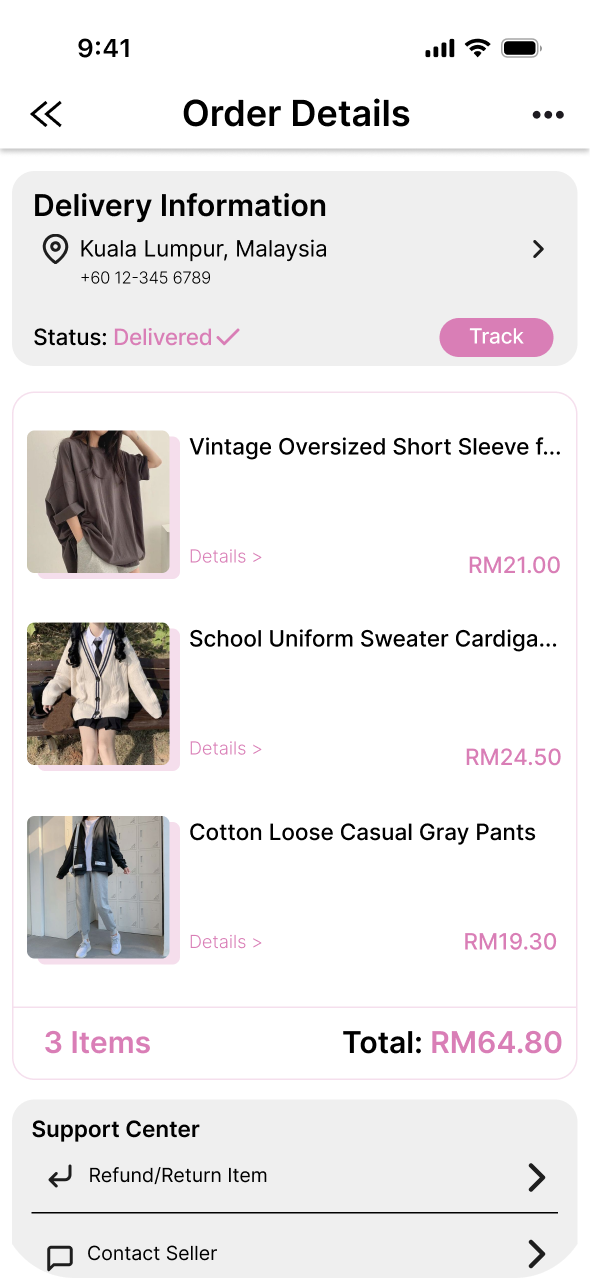 9:41
Order Details
Delivery Information
Kuala Lumpur, Malaysia
+60 12-345 6789
Status: Delivered
Track
Vintage Oversized Short Sleeve f...
Details >
RM21.00
School Uniform Sweater Cardiga...
Details >
RM24.50
Cotton Loose Casual Gray Pants
Details >
RM19.30
3 Items
Total: RM64.80
Support Center
Refund/Return Item
Contact Seller